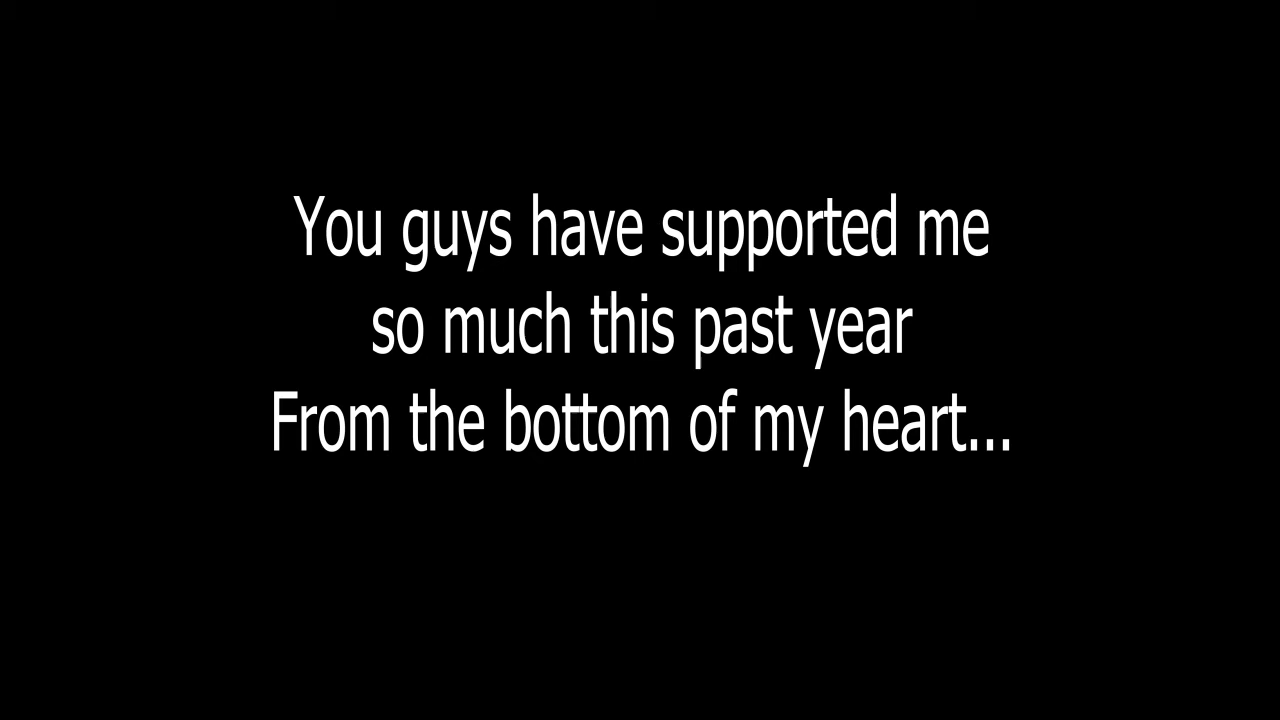 You guys have supported me
so much this past year
From the bottom of my heart...